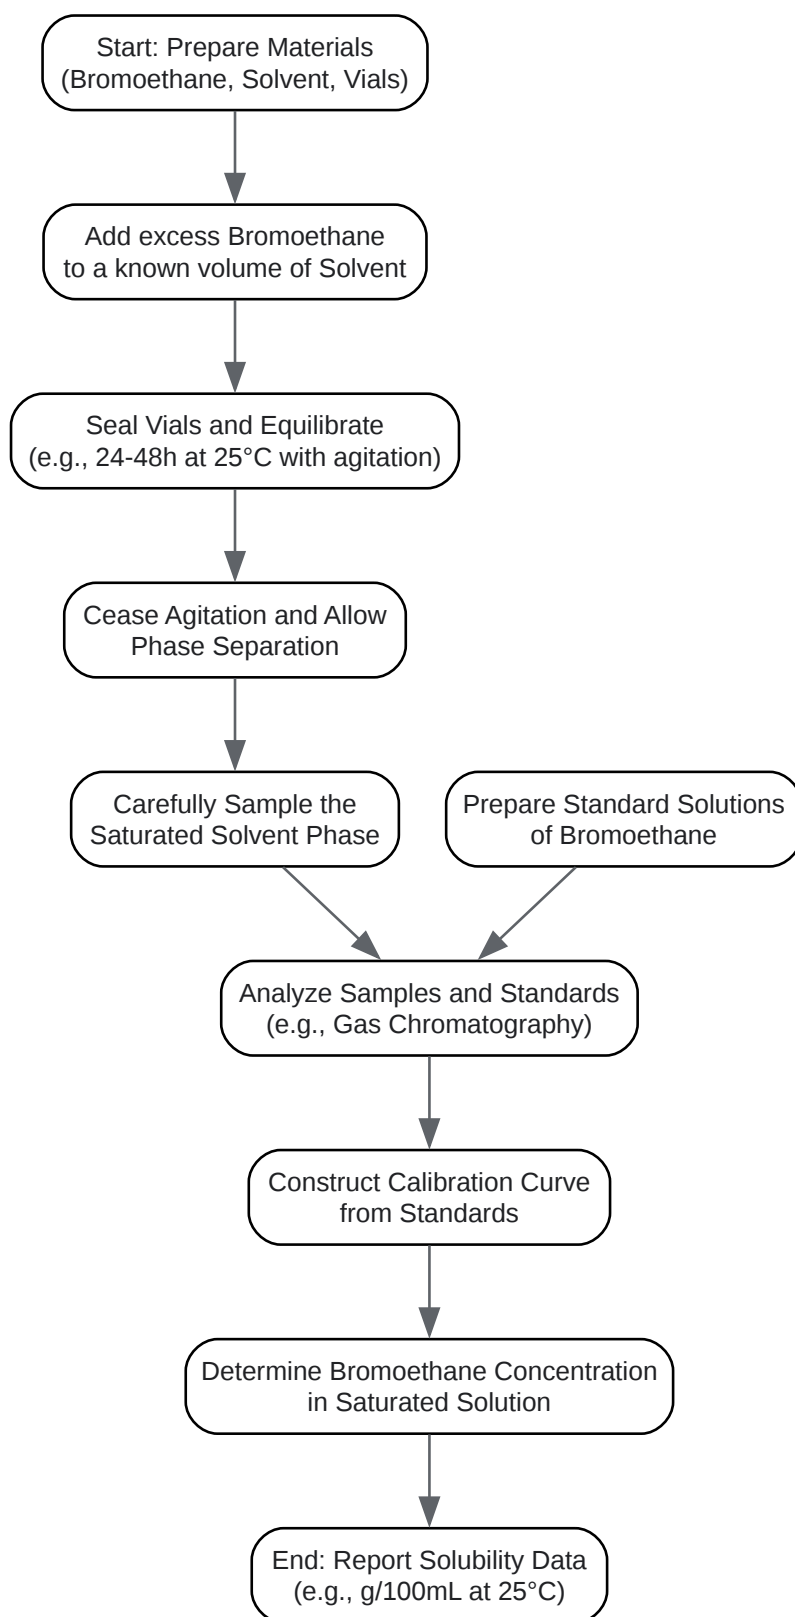 Start: Prepare Materials
(Bromoethane, Solvent, Vials)
Add excess Bromoethane
to a known volume of Solvent
Seal Vials and Equilibrate
(e.g., 24-48h at 25°C with agitation)
Cease Agitation and Allow
Phase Separation
Carefully Sample the
Saturated Solvent Phase
Prepare Standard Solutions
of Bromoethane
Analyze Samples and Standards
(e.g., Gas Chromatography)
Construct Calibration Curve
from Standards
Determine Bromoethane Concentration
in Saturated Solution
End: Report Solubility Data
(e.g., g/100mL at 25°C)